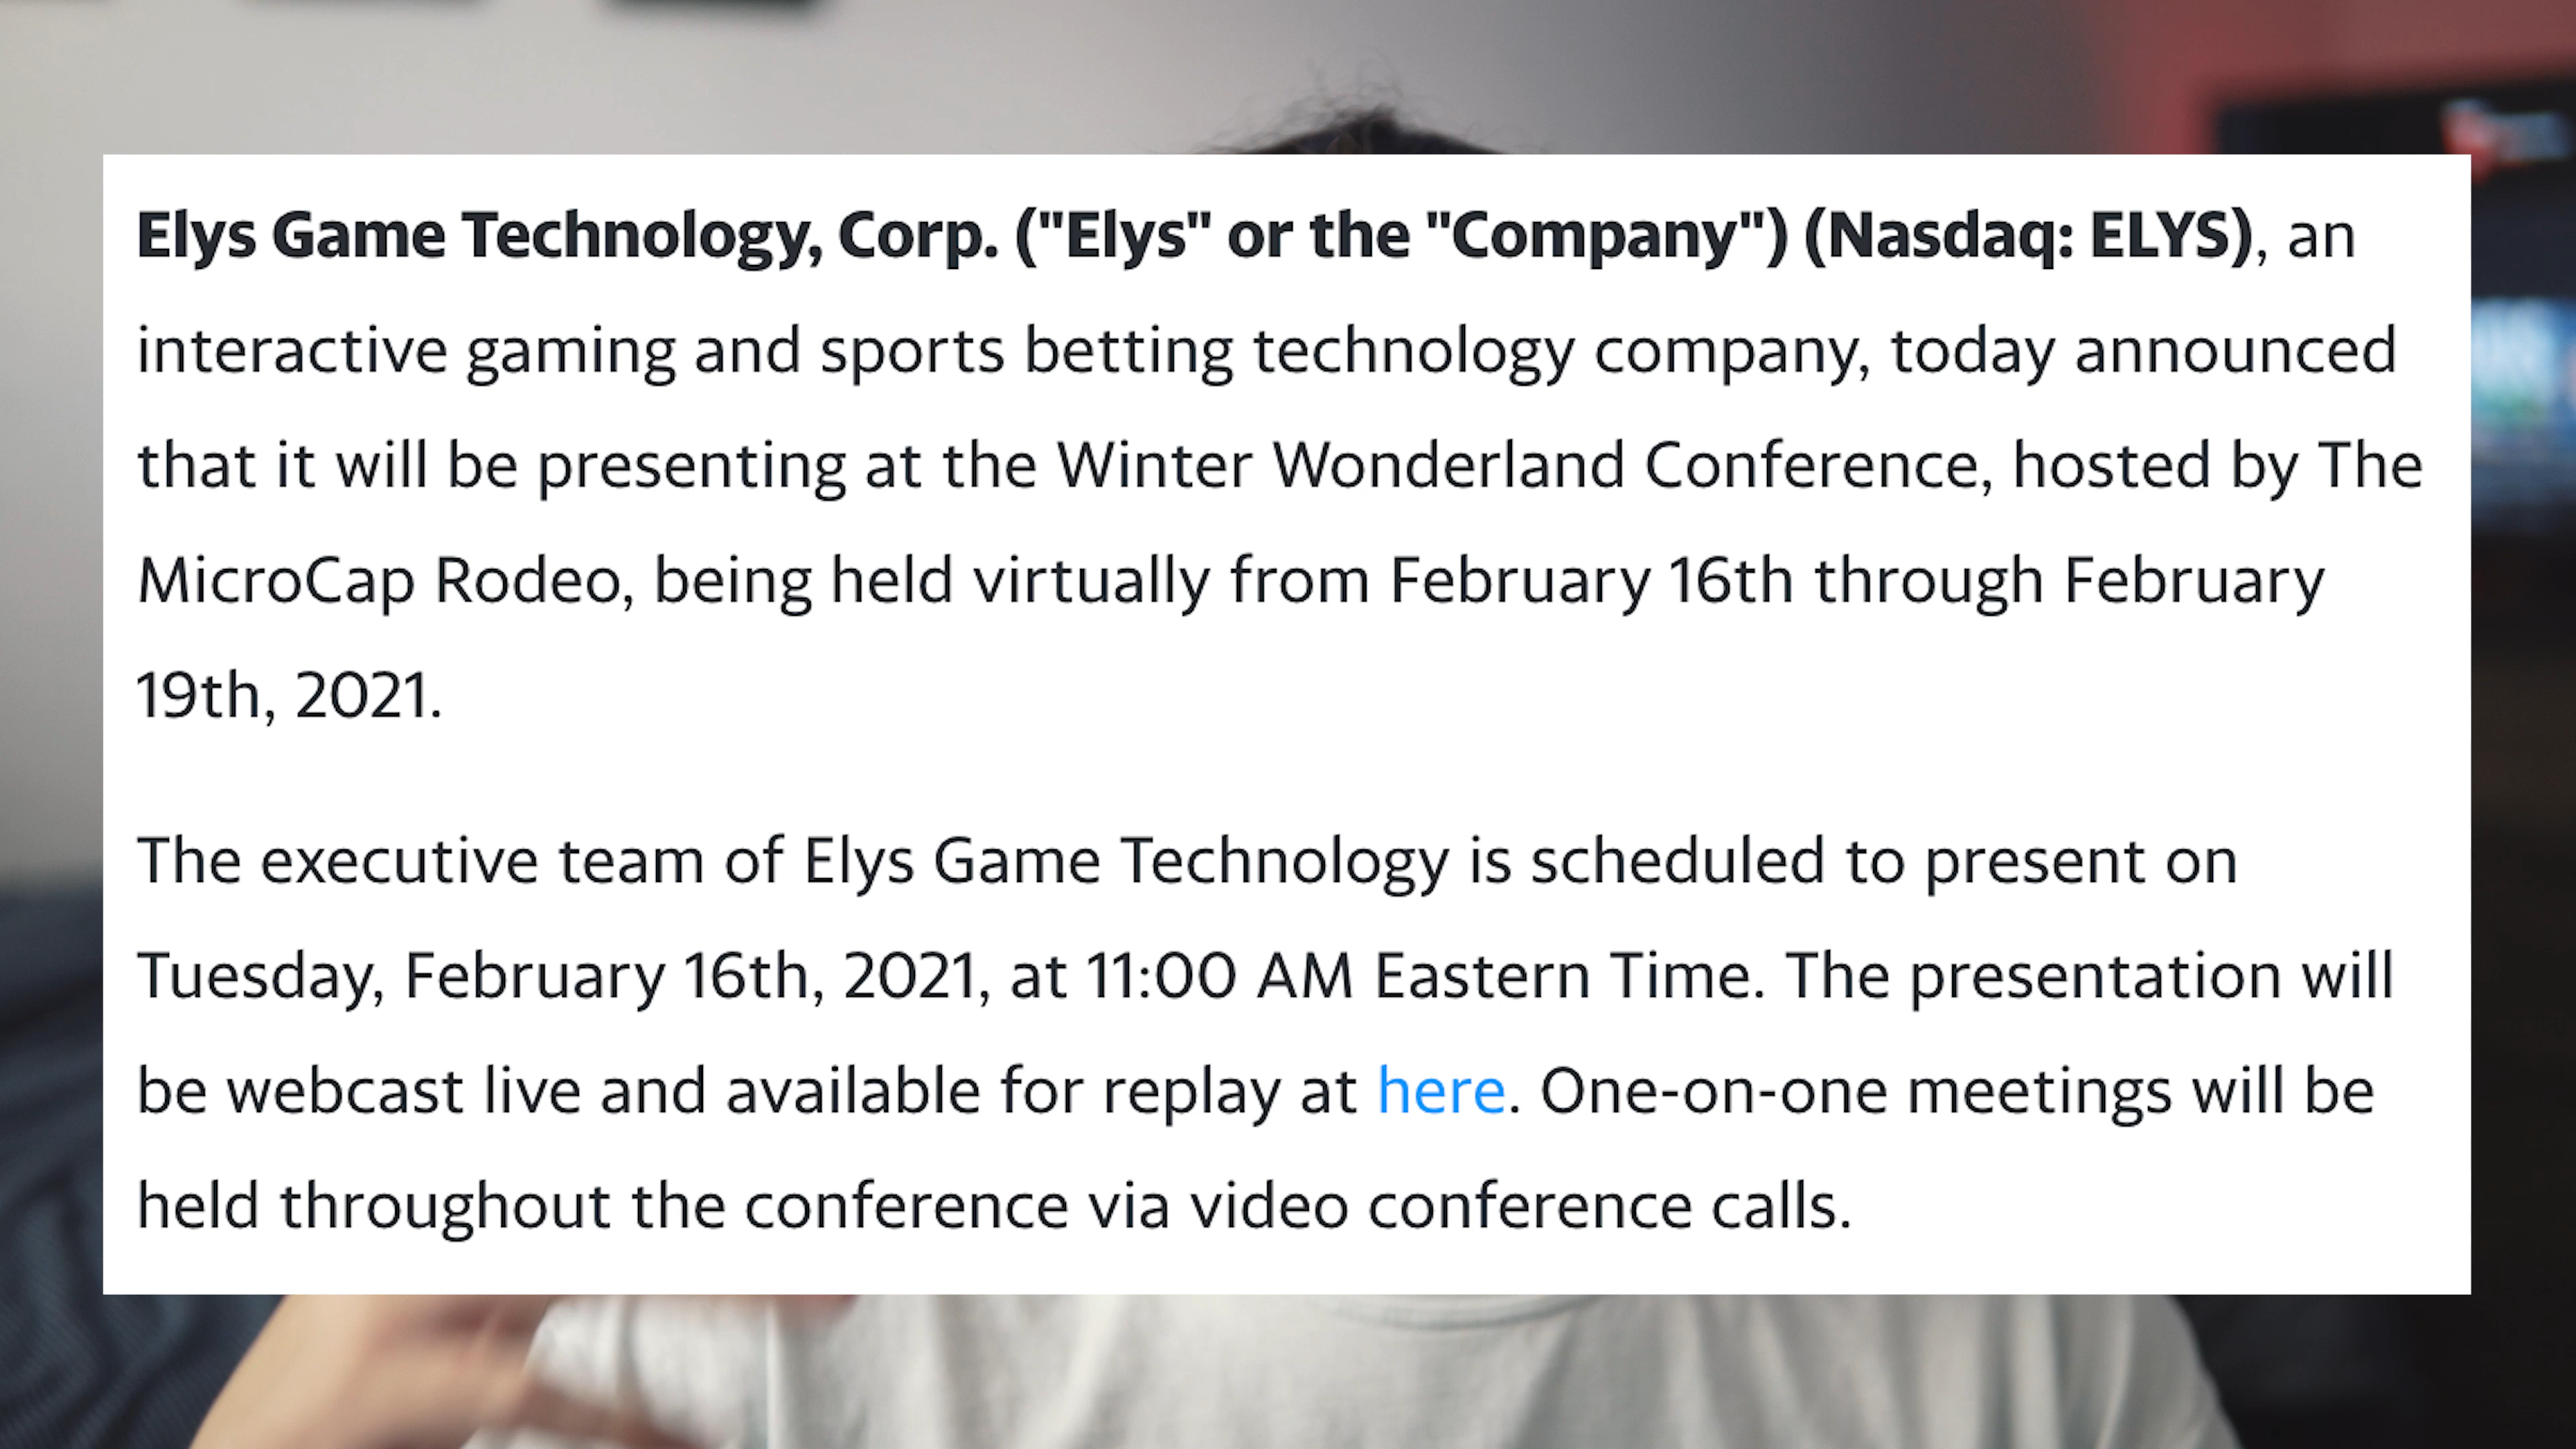 Elys Game Technology, Corp. ("Elys" or the "Company") (Nasdaq: ELYS), an
interactive gaming and sports betting technology company, today announced
that it will be presenting at the Winter Wonderland Conference, hosted by The
MicroCap Rodeo, being held virtually from February 16th through February
19th, 2021.
The executive team of Elys Game Technology is scheduled to present on
Tuesday, February 16th, 2021, at 11:00 AM Eastern Time. The presentation will
be webcast live and available for replay at here. One-on-one meetings will be
held throughout the conference via video conference calls.